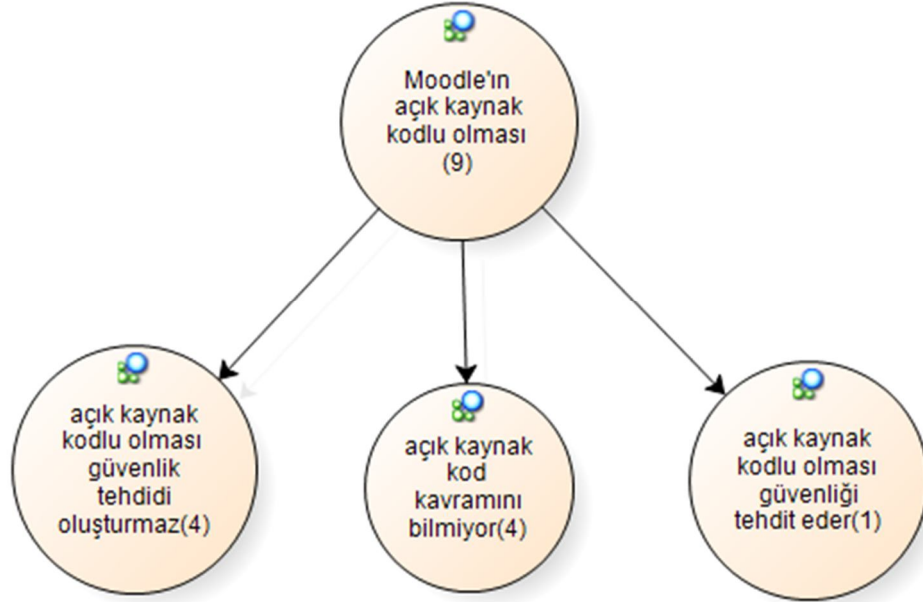 Moodle'ın
açık kaynak
kodlu olması
(9)
açık kaynak
kodlu olması
güvenlik
tehdidi
oluşturmaz(4)
açık kaynak
kod
kavramını
bilmiyor(4)
açık kaynak
kodlu olması
güvenliği
tehdit eder(1)